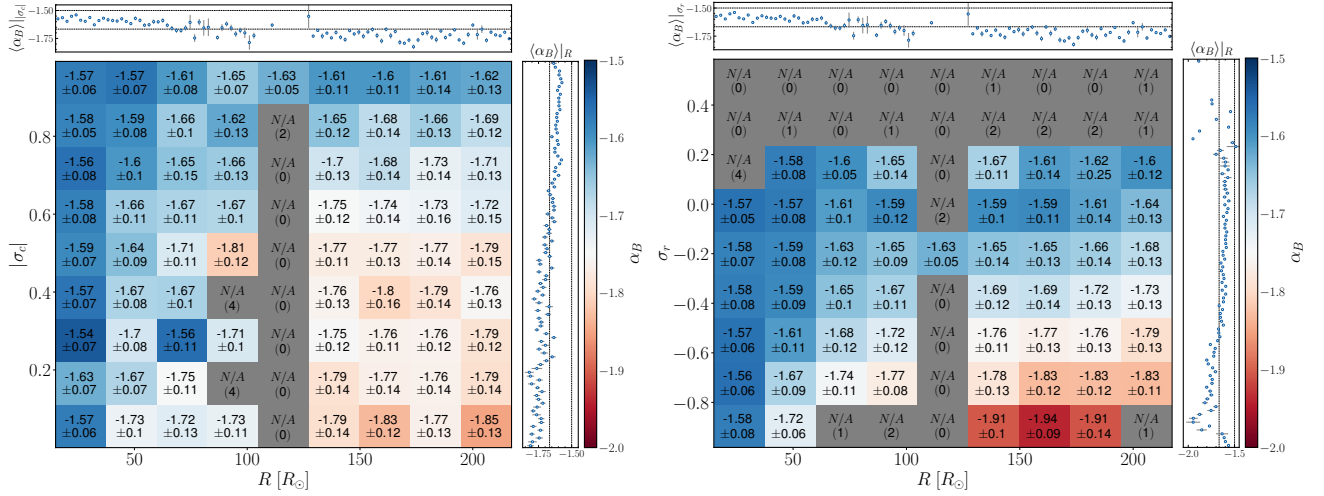 −1.50
−1.75
⟨α_B⟩||σ_c|
⟨α_B⟩|_R
-1.57 -1.57 -1.61 -1.65 -1.63 -1.61 -1.6 -1.61 -1.62
±0.06 ±0.07 ±0.08 ±0.07 ±0.05 ±0.11 ±0.11 ±0.14 ±0.13
-1.58 -1.59 -1.66 -1.62 N/A -1.65 -1.68 -1.66 -1.69
±0.05 ±0.08 ±0.1 ±0.13 (2) ±0.12 ±0.14 ±0.13 ±0.12
-1.56 -1.6 -1.65 -1.66 N/A -1.7 -1.68 -1.73 -1.71
±0.08 ±0.1 ±0.15 ±0.13 (0) ±0.13 ±0.14 ±0.14 ±0.13
-1.58 -1.66 -1.67 -1.67 N/A -1.75 -1.74 -1.73 -1.72
±0.08 ±0.11 ±0.11 ±0.1 (0) ±0.12 ±0.14 ±0.16 ±0.15
-1.59 -1.64 -1.71 -1.81 N/A -1.77 -1.77 -1.77 -1.79
±0.07 ±0.09 ±0.11 ±0.12 (0) ±0.11 ±0.13 ±0.14 ±0.15
-1.57 -1.67 -1.67 N/A N/A -1.76 -1.8 -1.79 -1.76
±0.07 ±0.08 ±0.1 (4) (0) ±0.13 ±0.16 ±0.14 ±0.13
-1.54 -1.7 -1.56 -1.71 N/A -1.75 -1.76 -1.76 -1.79
±0.07 ±0.08 ±0.11 ±0.1 (0) ±0.12 ±0.11 ±0.12 ±0.12
-1.63 -1.67 -1.75 N/A N/A -1.79 -1.77 -1.76 -1.79
±0.07 ±0.07 ±0.11 (4) (0) ±0.14 ±0.14 ±0.14 ±0.14
-1.57 -1.73 -1.72 -1.73 N/A -1.79 -1.83 -1.77 -1.85
±0.06 ±0.1 ±0.13 ±0.11 (0) ±0.14 ±0.12 ±0.13 ±0.13
0.8
0.6
0.4
0.2
|σ_c|
50 100 150 200
R [R_⊙]
−1.75 −1.50
−1.5
−1.6
−1.7
−1.8
−1.9
−2.0
α_B
−1.50
−1.75
⟨α_B⟩|σ_r
⟨α_B⟩|_R
N/A N/A N/A N/A N/A N/A N/A N/A N/A
(0) (0) (0) (0) (0) (1) (0) (0) (1)
N/A N/A N/A N/A N/A N/A N/A N/A N/A
(0) (1) (0) (1) (0) (2) (2) (2) (1)
N/A -1.58 -1.6 -1.65 N/A -1.67 -1.61 -1.62 -1.6
(4) ±0.08 ±0.05 ±0.14 (0) ±0.11 ±0.14 ±0.25 ±0.12
-1.57 -1.57 -1.61 -1.59 N/A -1.59 -1.59 -1.61 -1.64
±0.05 ±0.08 ±0.1 ±0.12 (2) ±0.1 ±0.11 ±0.14 ±0.13
-1.58 -1.59 -1.63 -1.65 -1.63 -1.65 -1.65 -1.66 -1.68
±0.07 ±0.08 ±0.12 ±0.09 ±0.05 ±0.14 ±0.14 ±0.14 ±0.13
-1.58 -1.59 -1.65 -1.67 N/A -1.69 -1.69 -1.72 -1.73
±0.08 ±0.09 ±0.1 ±0.11 (0) ±0.12 ±0.14 ±0.13 ±0.13
-1.57 -1.61 -1.68 -1.72 N/A -1.76 -1.77 -1.76 -1.79
±0.06 ±0.11 ±0.12 ±0.12 (0) ±0.11 ±0.13 ±0.13 ±0.13
-1.56 -1.67 -1.74 -1.77 N/A -1.78 -1.83 -1.83 -1.83
±0.06 ±0.09 ±0.11 ±0.08 (0) ±0.13 ±0.12 ±0.12 ±0.11
-1.58 -1.72 N/A N/A N/A -1.91 -1.94 -1.91 N/A
±0.08 ±0.06 (1) (2) (0) ±0.1 ±0.09 ±0.14 (1)
0.4
0.2
0.0
−0.2
−0.4
−0.6
−0.8
σ_r
50 100 150 200
R [R_⊙]
−2.0 −1.5
−1.5
−1.6
−1.7
−1.8
−1.9
−2.0
α_B